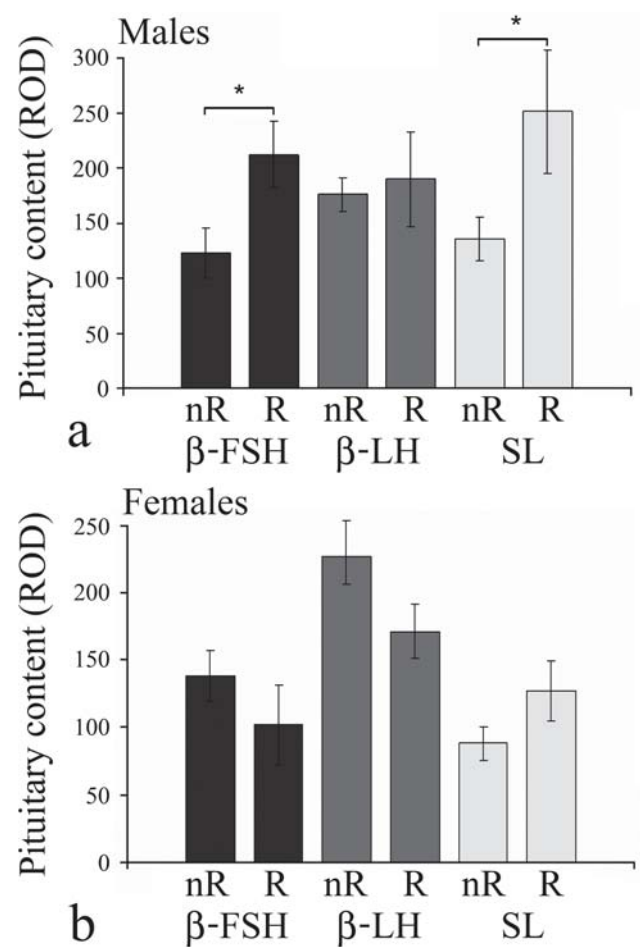 Males
Pituitary content (ROD)
300
250
200
150
100
50
0
*
*
nR R nR R nR R
β-FSH β-LH SL
a
Females
Pituitary content (ROD)
250
200
150
100
50
0
nR R nR R nR R
β-FSH β-LH SL
b